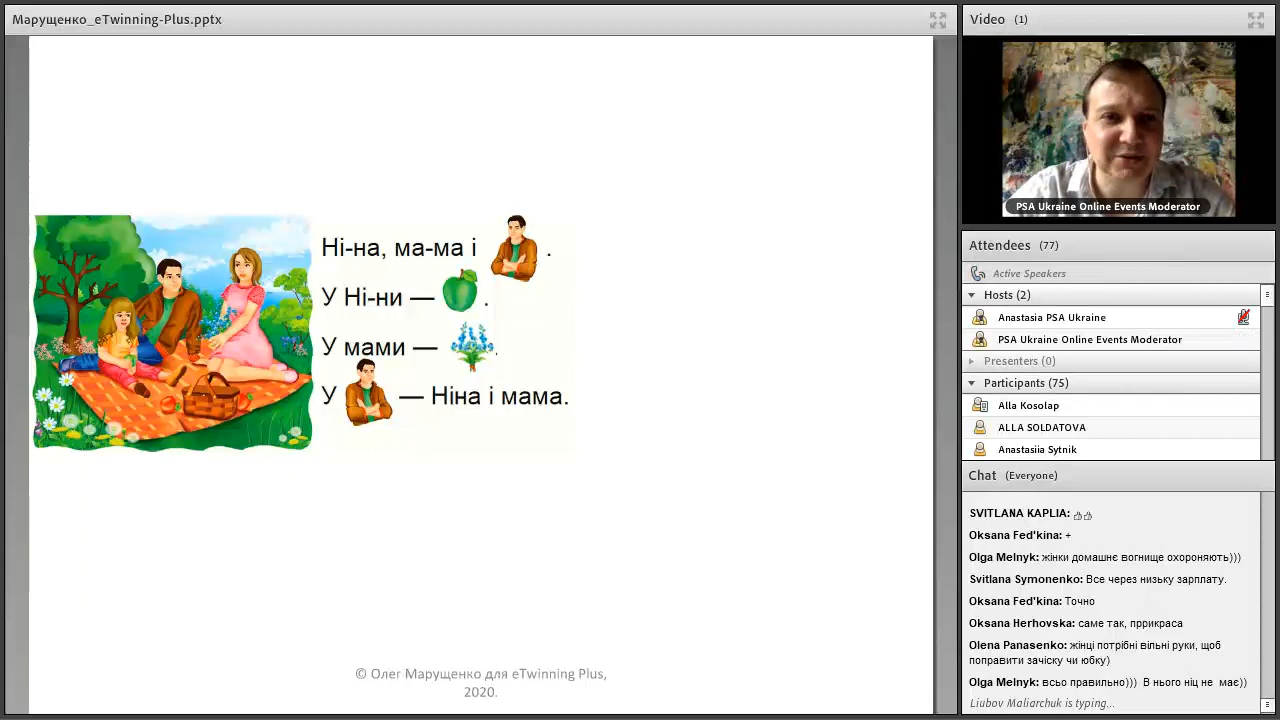 Марущенко_eTwinning-Plus.pptx
Ні-на, ма-ма і .
У Ні-ни — .
У мами — .
У — Ніна і мама.
© Олег Марущенко для eTwinning Plus,
2020.
Video (1)
PSA Ukraine Online Events Moderator
Attendees (77)
Active Speakers
Hosts (2)
Anastasia PSA Ukraine
PSA Ukraine Online Events Moderator
Presenters (0)
Participants (75)
Alla Kosolap
ALLA SOLDATOVA
Anastasiia Sytnik
Chat (Everyone)
SVITLANA KAPLIA:
Oksana Fed'kina: +
Olga Melnyk: жінки домашнє вогнище охороняють)))
Svitlana Symonenko: Все через низьку зарплату.
Oksana Fed'kina: Точно
Oksana Herhovska: саме так, пррикраса
Olena Panasenko: жінці потрібні вільні руки, щоб
поправити зачіску чи юбку)
Olga Melnyk: всьо правильно))) В нього ніц не має))
Liubov Maliarchuk is typing...